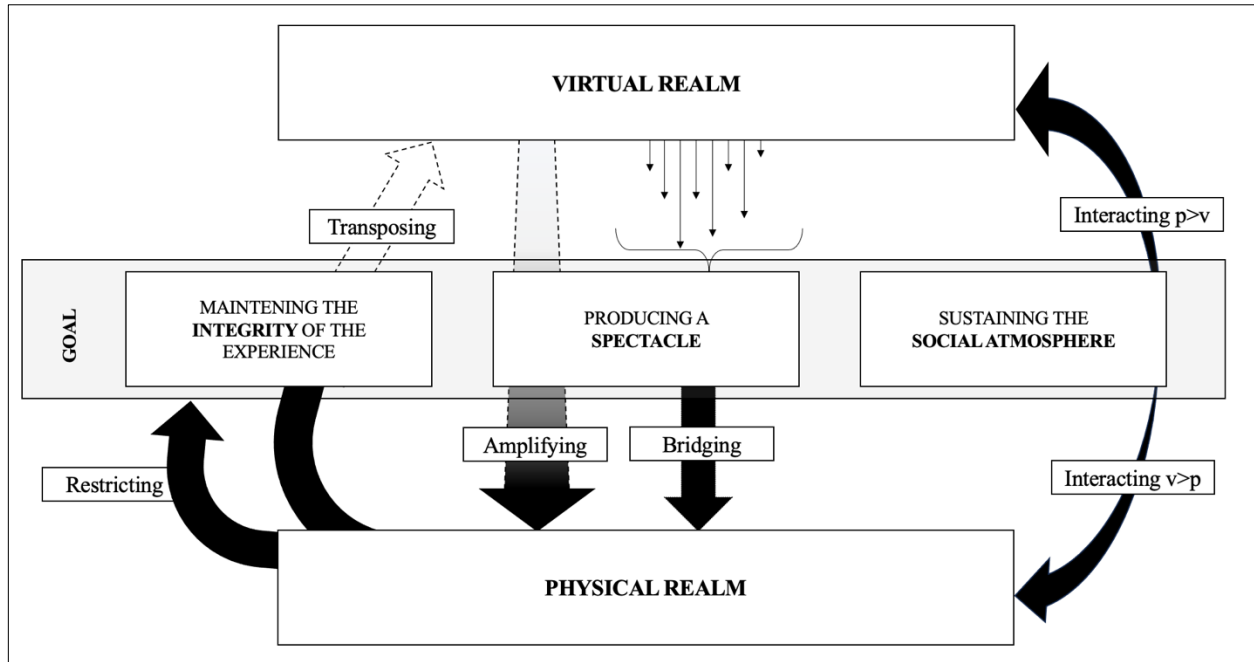 VIRTUAL REALM
Transposing
Interacting p>v
GOAL
MAINTENING THE
INTEGRITY OF THE
EXPERIENCE
PRODUCING A
SPECTACLE
SUSTAINING THE
SOCIAL ATMOSPHERE
Restricting
Amplifying
Bridging
Interacting v>p
PHYSICAL REALM